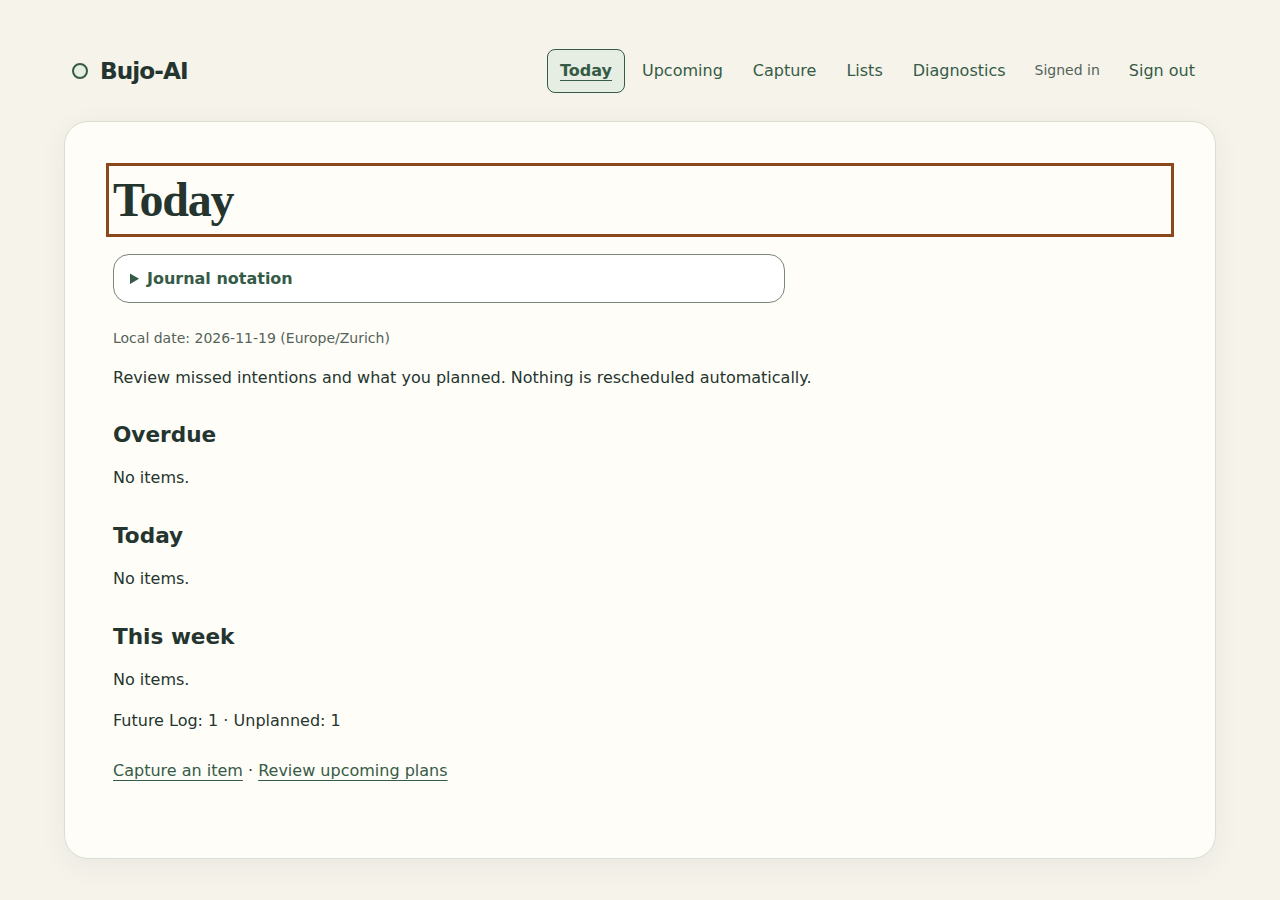 Bujo-AI
Today Upcoming Capture Lists Diagnostics Signed in Sign out
Today
Journal notation
Local date: 2026-11-19 (Europe/Zurich)
Review missed intentions and what you planned. Nothing is rescheduled automatically.
Overdue
No items.
Today
No items.
This week
No items.
Future Log: 1 · Unplanned: 1
Capture an item · Review upcoming plans